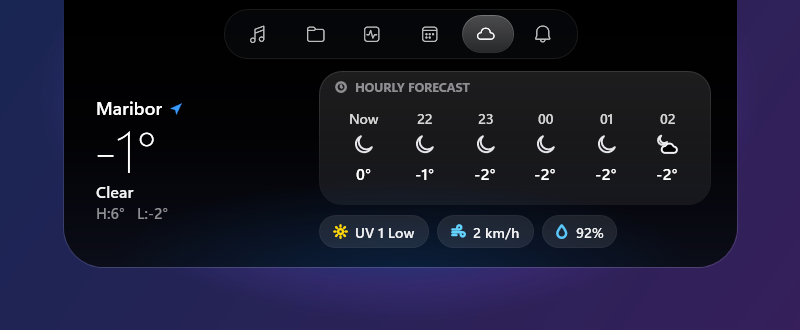 Maribor
-1°
Clear
H:6° L:-2°
HOURLY FORECAST
Now 22 23 00 01 02
0° -1° -2° -2° -2° -2°
UV 1 Low 2 km/h 92%